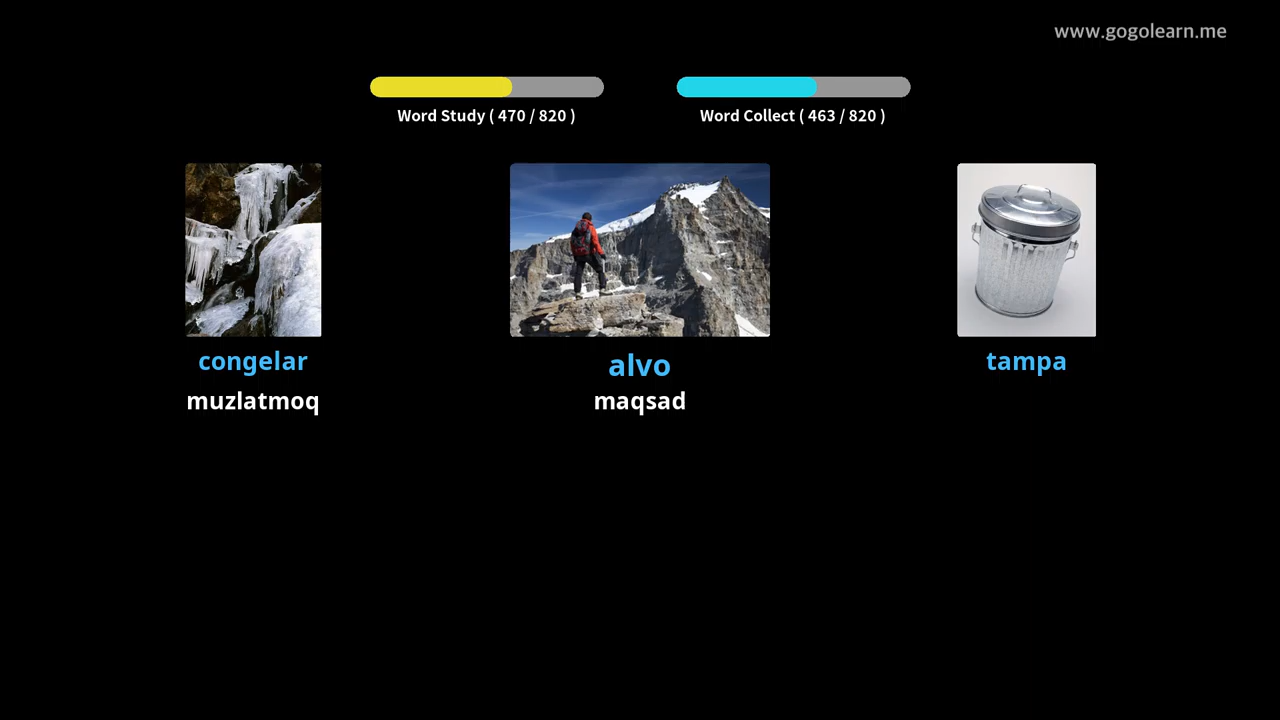 www.gogolearn.me
Word Study ( 470 / 820 )
Word Collect ( 463 / 820 )
congelar
muzlatmoq
alvo
maqsad
tampa